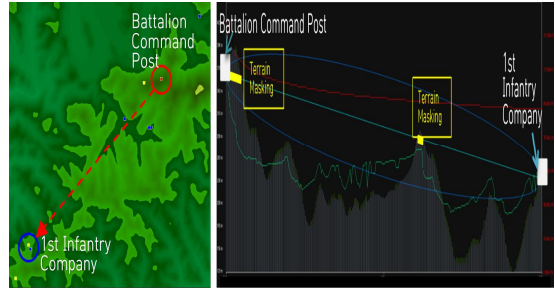 Battalion
Command
Post
1st Infantry
Company
Battalion Command Post
Terrain
Masking
Terrain
Masking
1st
Infantry
Company